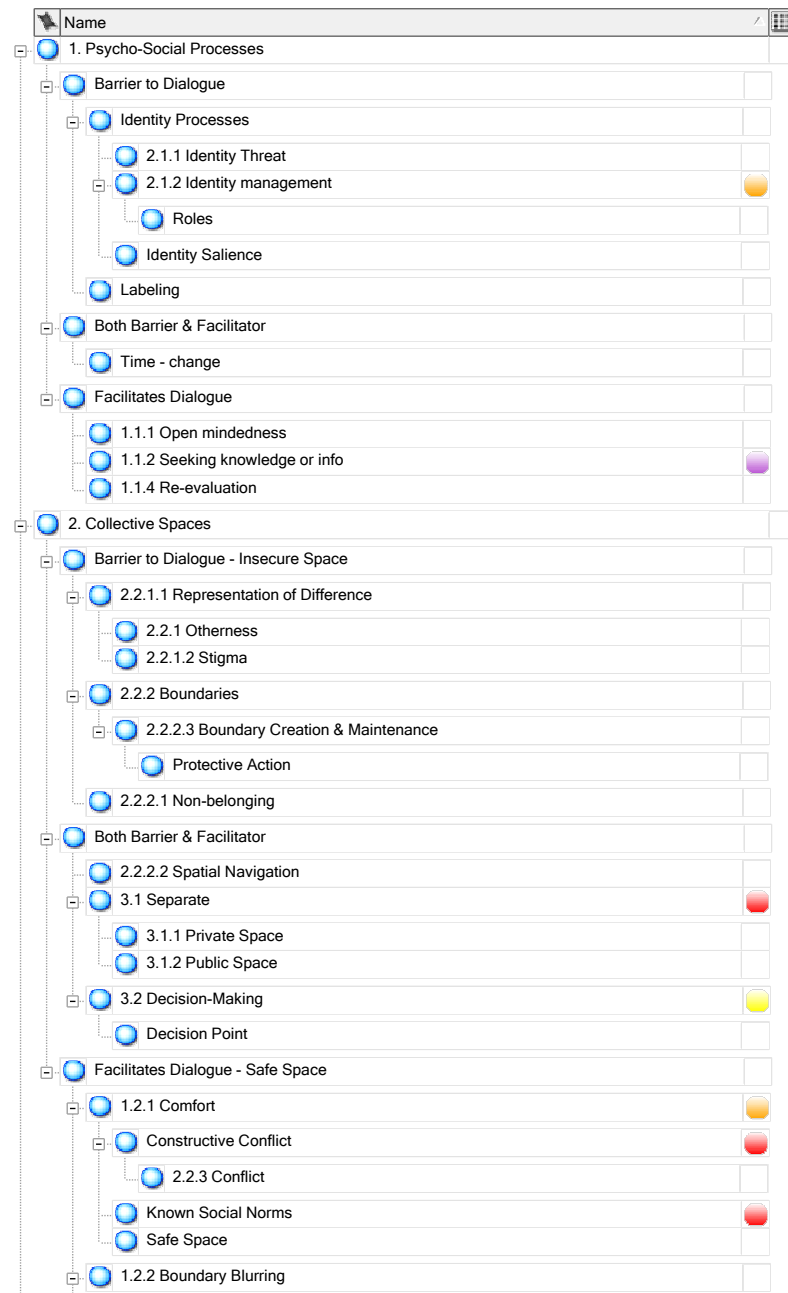 Name
1. Psycho-Social Processes
Barrier to Dialogue
Identity Processes
2.1.1 Identity Threat
2.1.2 Identity management
Roles
Identity Salience
Labeling
Both Barrier & Facilitator
Time - change
Facilitates Dialogue
1.1.1 Open mindedness
1.1.2 Seeking knowledge or info
1.1.4 Re-evaluation
2. Collective Spaces
Barrier to Dialogue - Insecure Space
2.2.1.1 Representation of Difference
2.2.1 Otherness
2.2.1.2 Stigma
2.2.2 Boundaries
2.2.2.3 Boundary Creation & Maintenance
Protective Action
2.2.2.1 Non-belonging
Both Barrier & Facilitator
2.2.2.2 Spatial Navigation
3.1 Separate
3.1.1 Private Space
3.1.2 Public Space
3.2 Decision-Making
Decision Point
Facilitates Dialogue - Safe Space
1.2.1 Comfort
Constructive Conflict
2.2.3 Conflict
Known Social Norms
Safe Space
1.2.2 Boundary Blurring